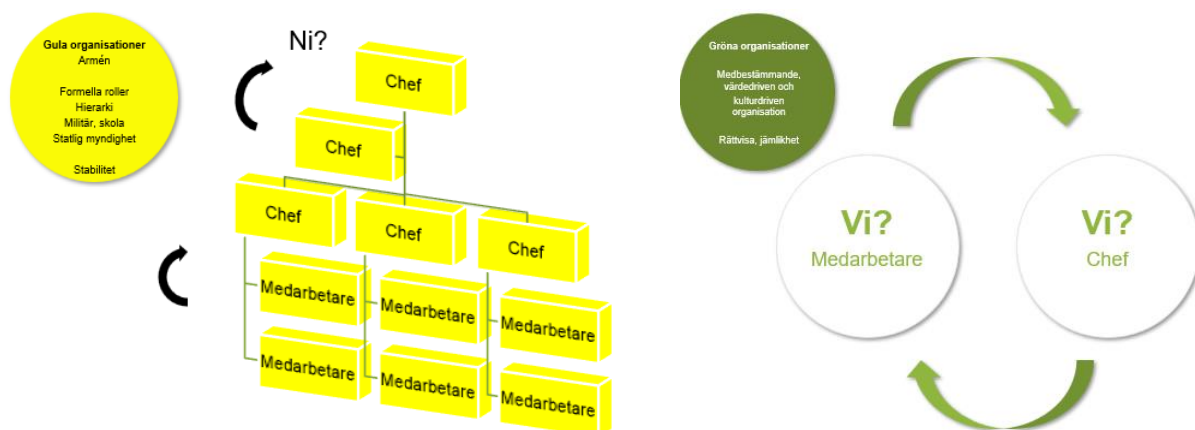 Gula organisationer
Armén
Formella roller
Hierarki
Militär, skola
Statlig myndighet
Stabilitet
Ni?
Chef
Chef
Chef
Chef
Chef
Medarbetare
Medarbetare
Medarbetare
Medarbetare
Medarbetare
Medarbetare
Gröna organisationer
Medbestämmande,
värdedriven och
kulturdriven
organisation
Rättvisa, jämlikhet
Vi?
Medarbetare
Vi?
Chef